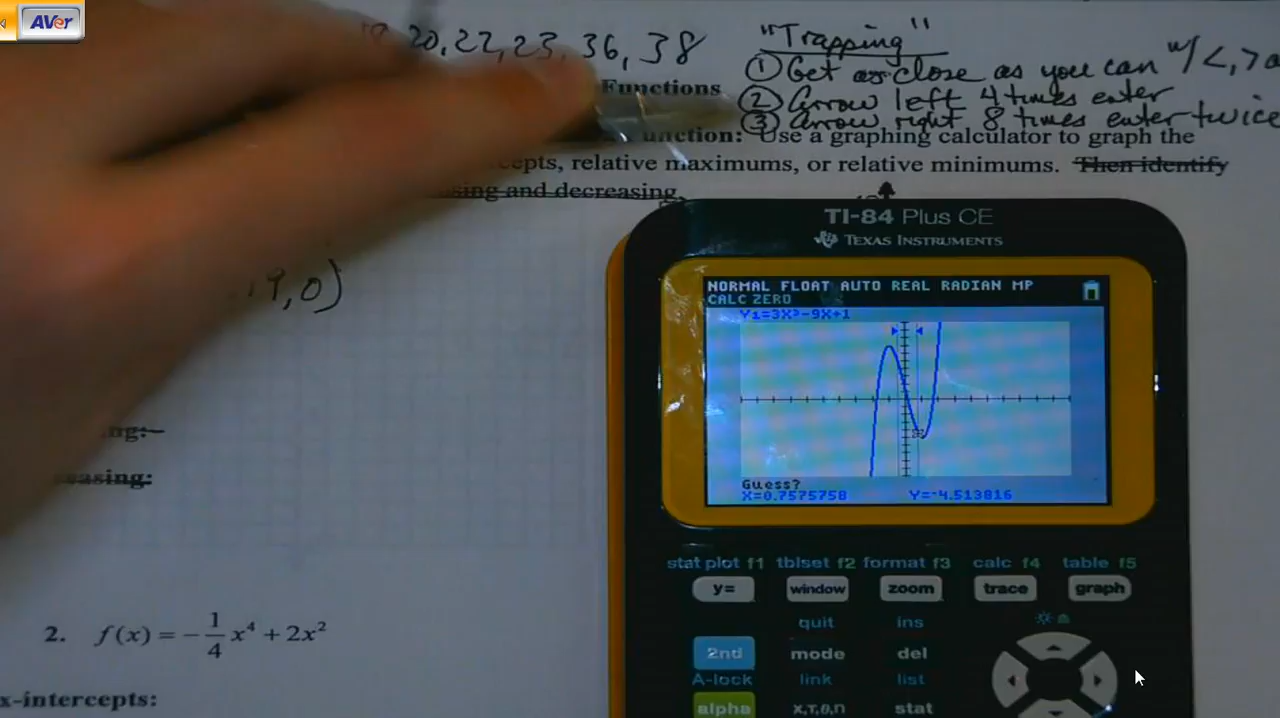 AVer
20,22,23,36,38
"Trapping"
① Get as close as you can w/ <,>
② Arrow left 4 times enter
③ Arrow right 8 times enter twice
Functions
unction: Use a graphing calculator to graph the
cepts, relative maximums, or relative minimums. Then identify
sing and decreasing.
19,0)
ng:
easing:
2. f(x) = -1/4 x⁴ + 2x²
x-intercepts:
TI-84 Plus CE
TEXAS INSTRUMENTS
NORMAL FLOAT AUTO REAL RADIAN MP
CALC ZERO
Y1=3X³-9X+1
Guess?
X=0.7575758 Y=-4.513816
stat plot f1 tblset f2 format f3 calc f4 table f5
y= window zoom trace graph
quit ins
2nd mode del
A-lock link list
alpha X,T,θ,n stat